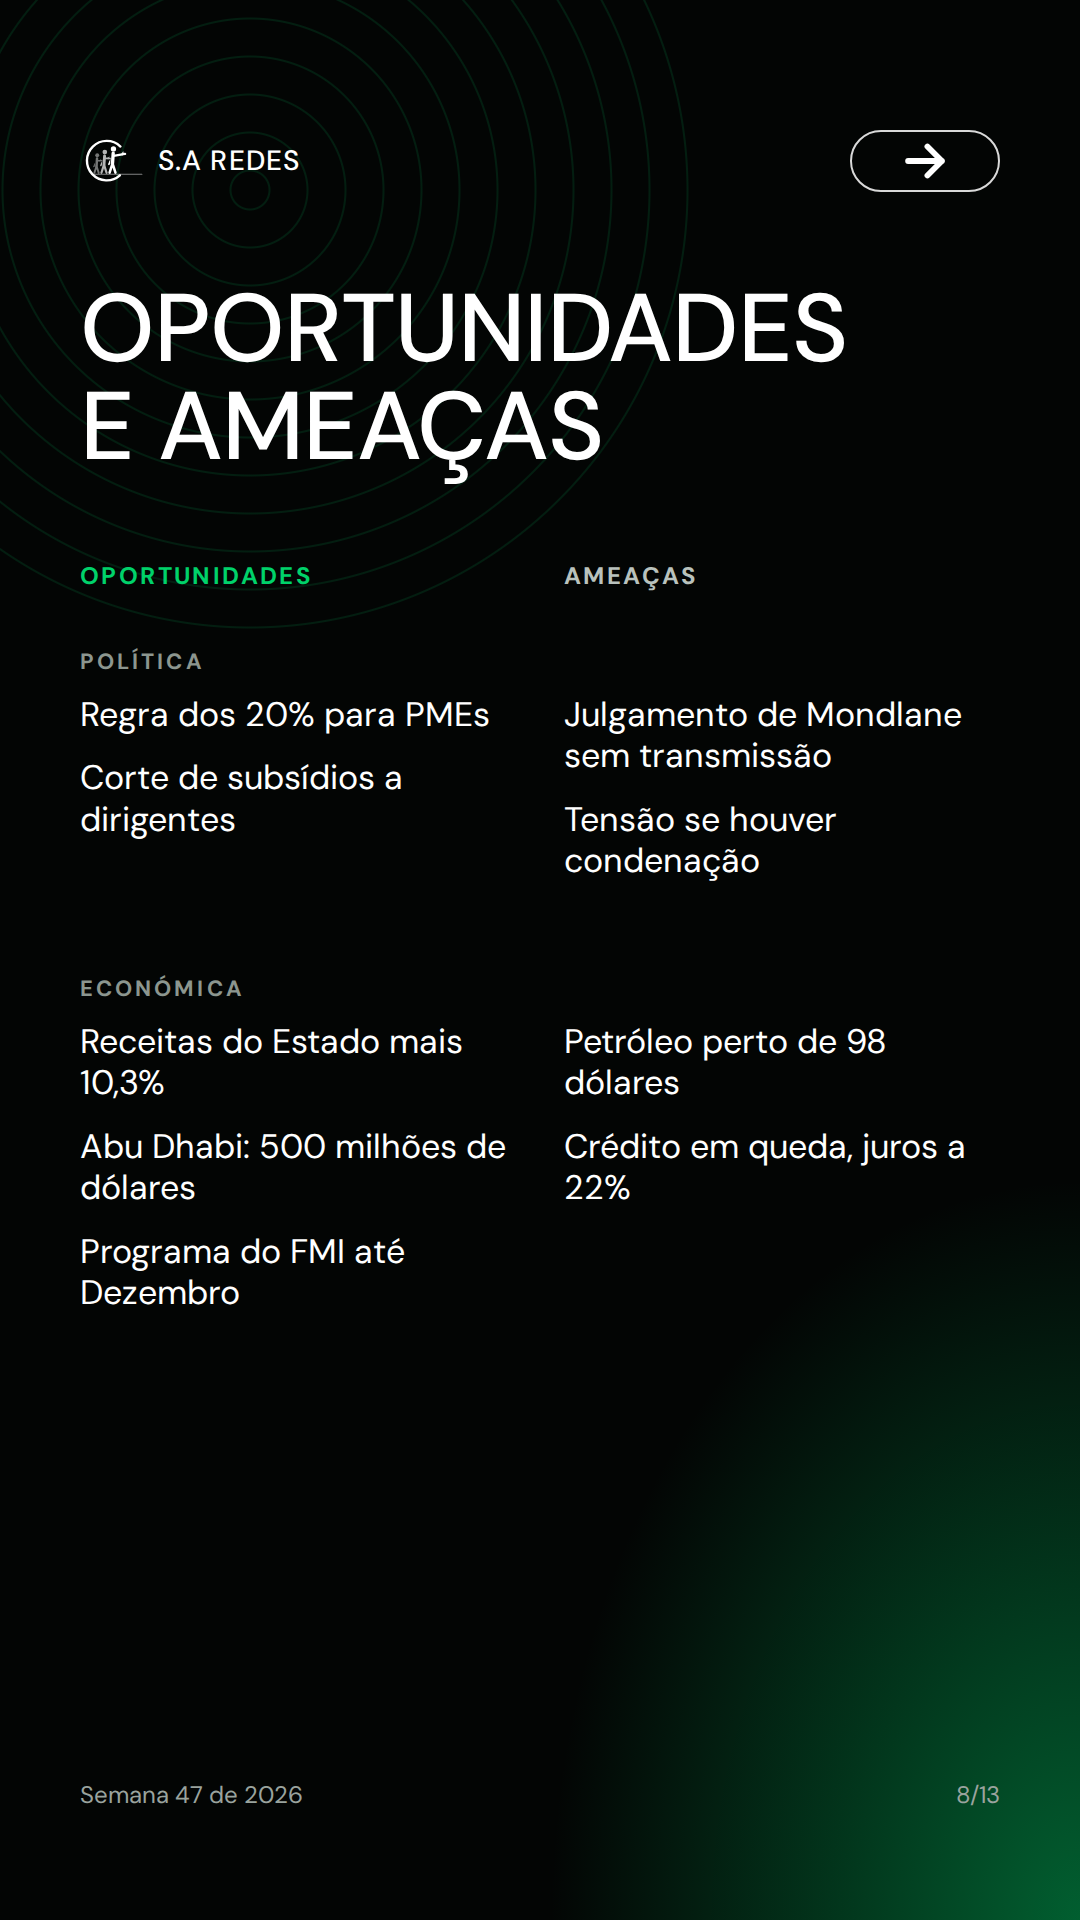 S.A REDES
OPORTUNIDADES
E AMEAÇAS
OPORTUNIDADES
AMEAÇAS
POLÍTICA
Regra dos 20% para PMEs
Corte de subsídios a
dirigentes
Julgamento de Mondlane
sem transmissão
Tensão se houver
condenação
ECONÓMICA
Receitas do Estado mais
10,3%
Abu Dhabi: 500 milhões de
dólares
Programa do FMI até
Dezembro
Petróleo perto de 98
dólares
Crédito em queda, juros a
22%
Semana 47 de 2026
8/13